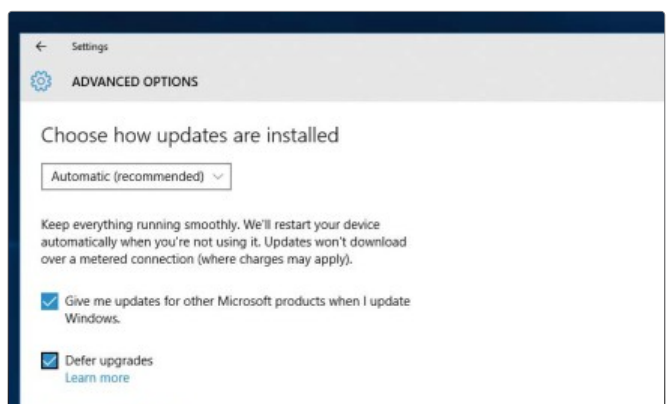 Settings
ADVANCED OPTIONS
Choose how updates are installed
Automatic (recommended)
Keep everything running smoothly. We'll restart your device
automatically when you're not using it. Updates won't download
over a metered connection (where charges may apply).
Give me updates for other Microsoft products when I update
Windows.
Defer upgrades
Learn more